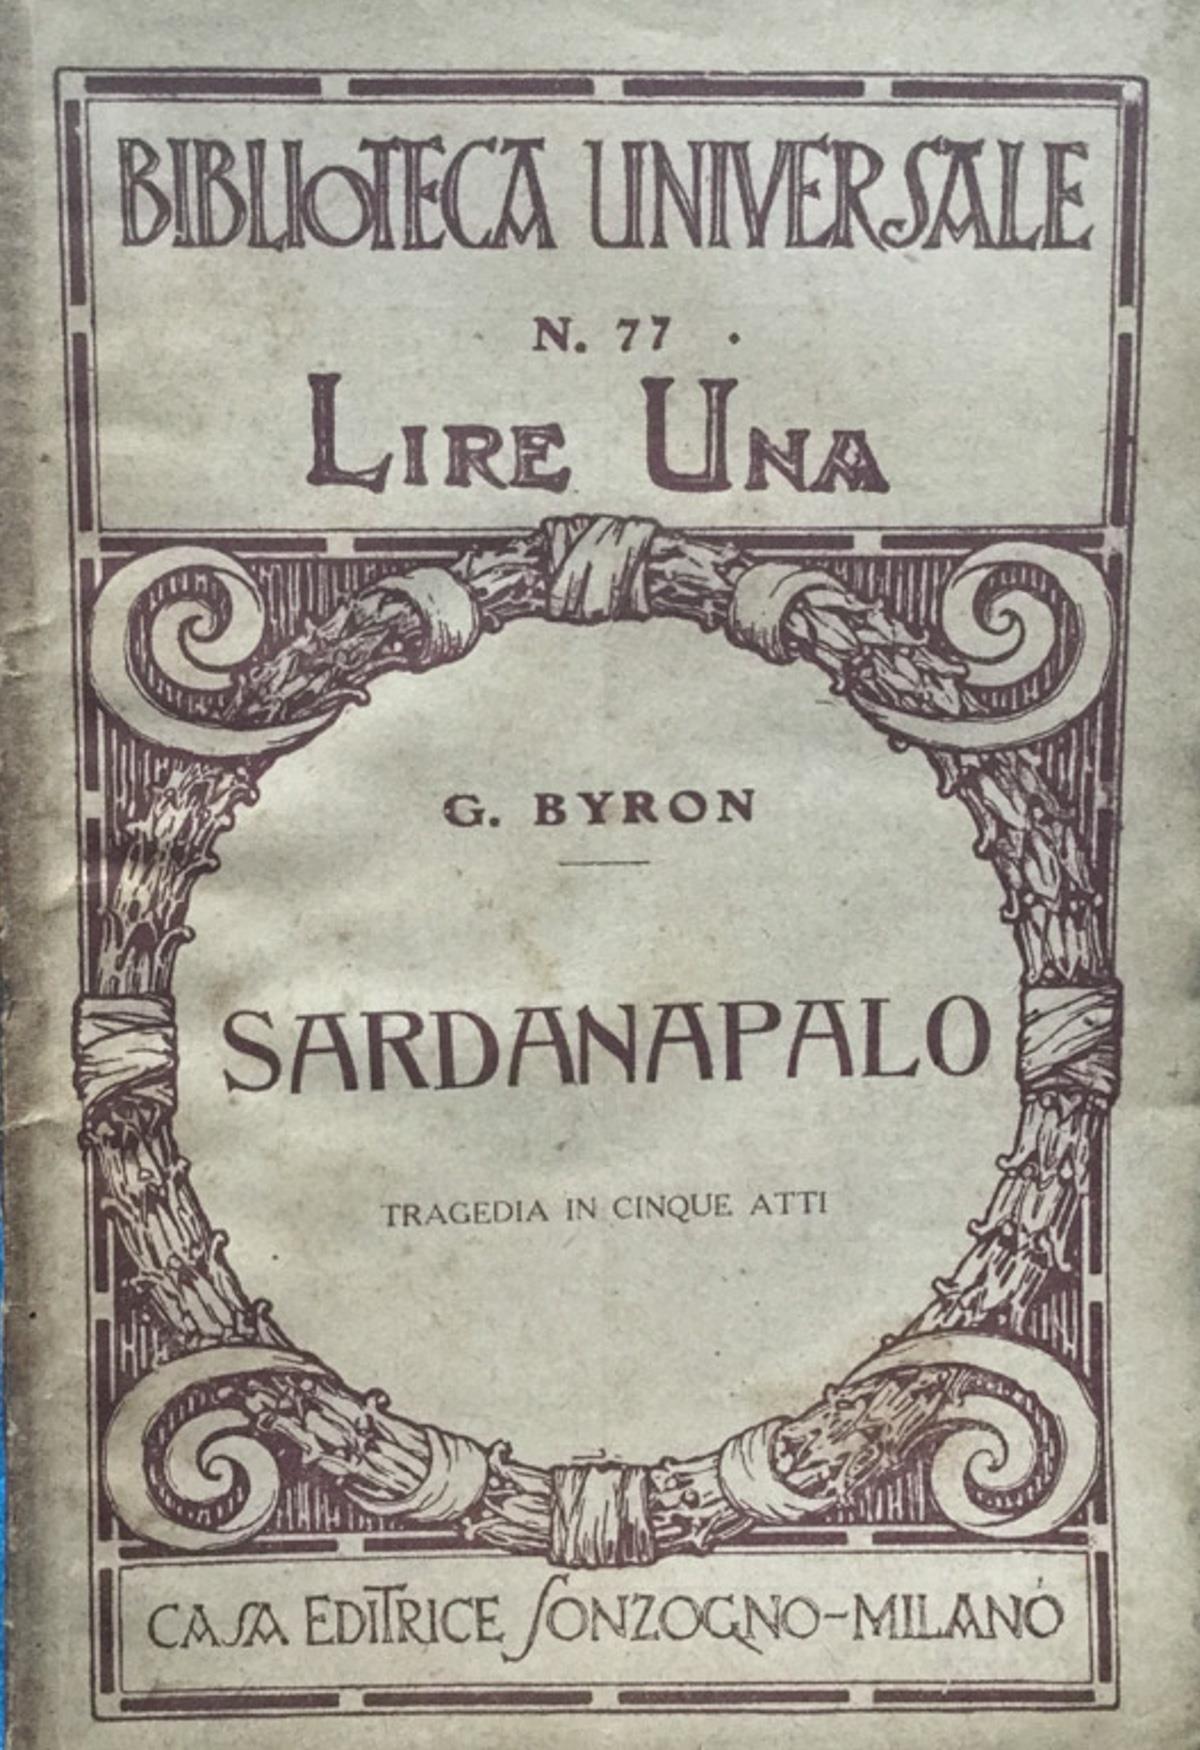 BIBLIOTECA UNIVERSALE
N. 77
LIRE UNA
G. BYRON
SARDANAPALO
TRAGEDIA IN CINQUE ATTI
CASA EDITRICE SONZOGNO-MILANO